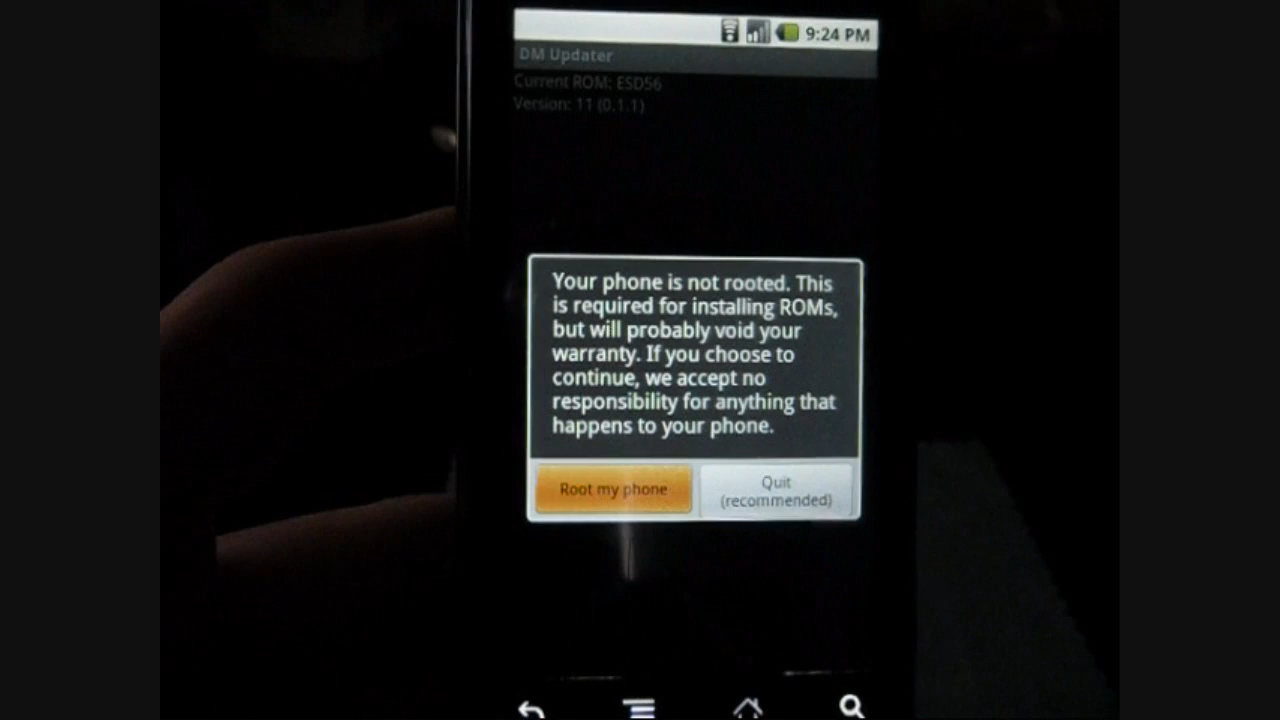 9:24 PM
DM Updater
Current ROM: ESD56
Version: 11 (0.1.1)
Your phone is not rooted. This
is required for installing ROMs,
but will probably void your
warranty. If you choose to
continue, we accept no
responsibility for anything that
happens to your phone.
Root my phone
Quit
(recommended)